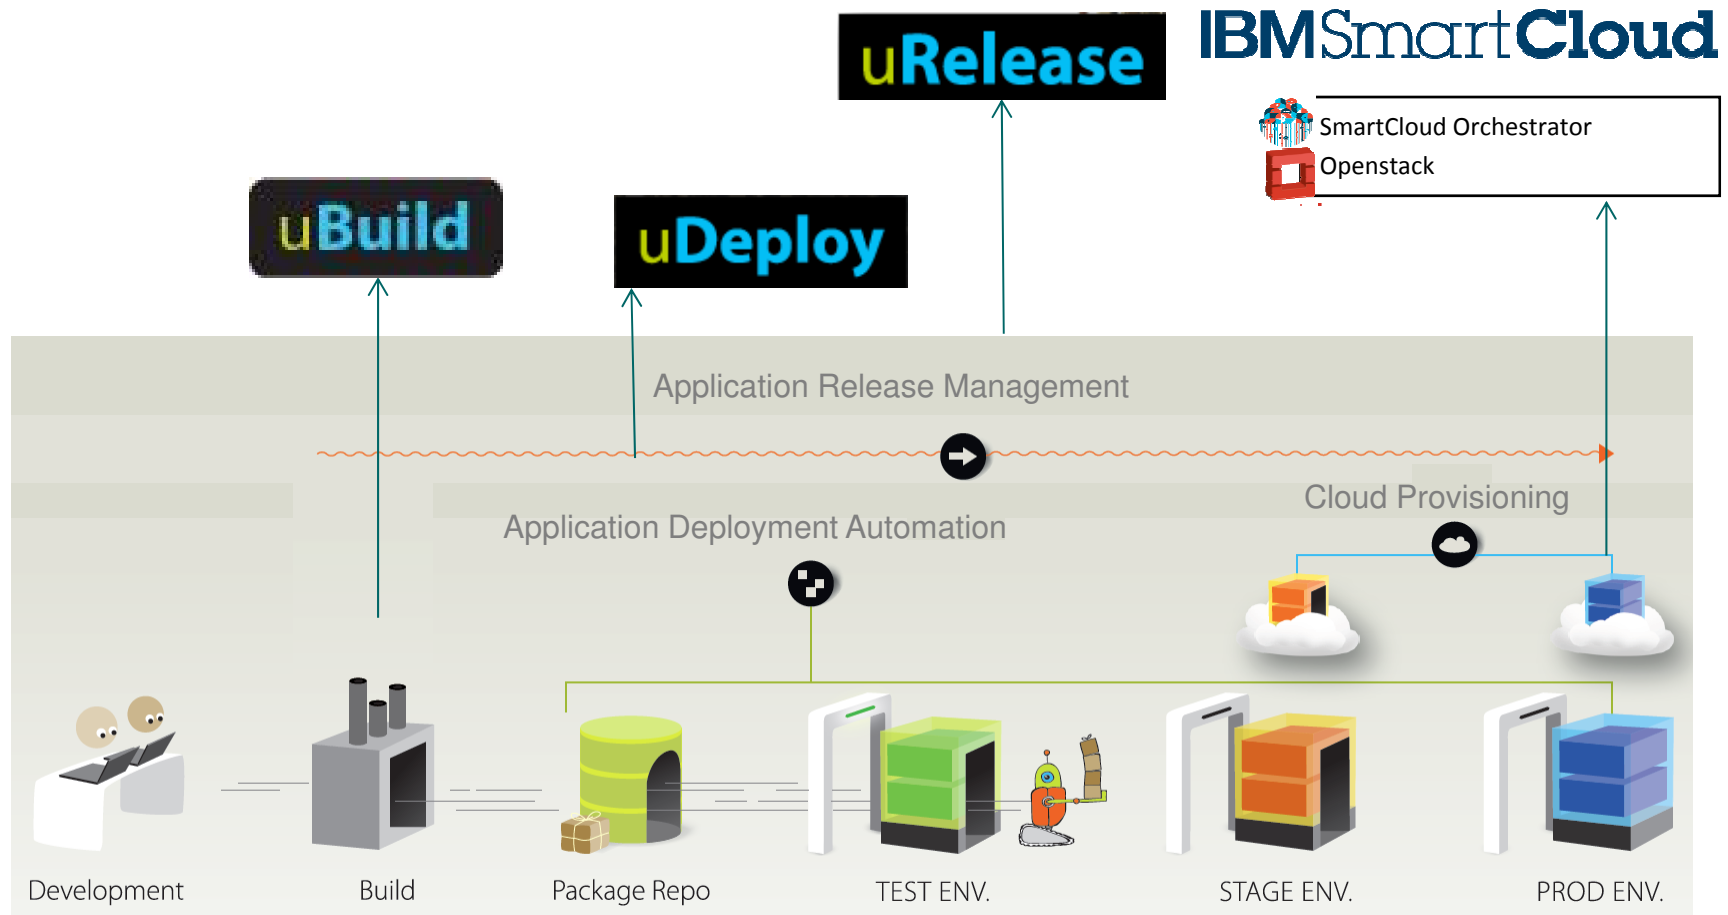 uRelease
IBMSmartCloud
SmartCloud Orchestrator
Openstack
uBuild
uDeploy
Application Release Management
Cloud Provisioning
Application Deployment Automation
Development
Build
Package Repo
TEST ENV.
STAGE ENV.
PROD ENV.